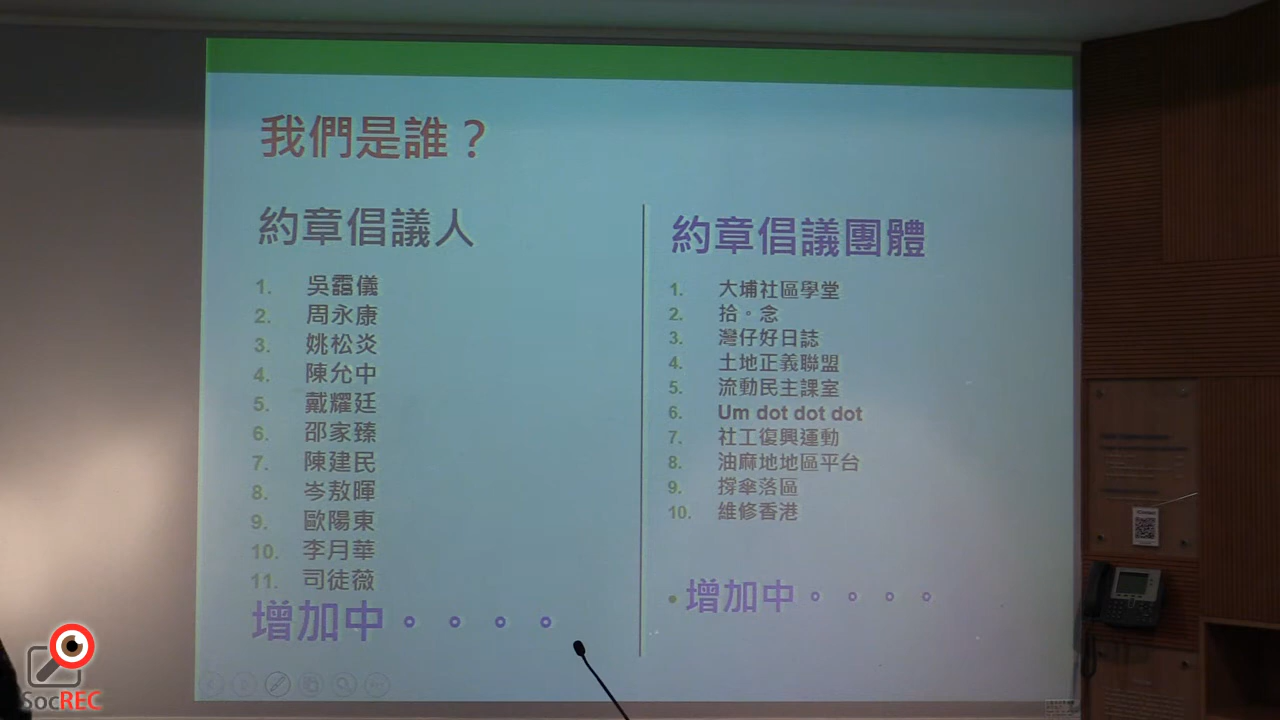 我們是誰？
約章倡議人
1. 吳靄儀
2. 周永康
3. 姚松炎
4. 陳允中
5. 戴耀廷
6. 邵家臻
7. 陳建民
8. 岑敖暉
9. 歐陽東
10. 李月華
11. 司徒薇
增加中。。。。
約章倡議團體
1. 大埔社區學堂
2. 拾。念
3. 灣仔好日誌
4. 土地正義聯盟
5. 流動民主課室
6. Um dot dot dot
7. 社工復興運動
8. 油麻地地區平台
9. 撐傘落區
10. 維修香港
• 增加中。。。。
SocREC